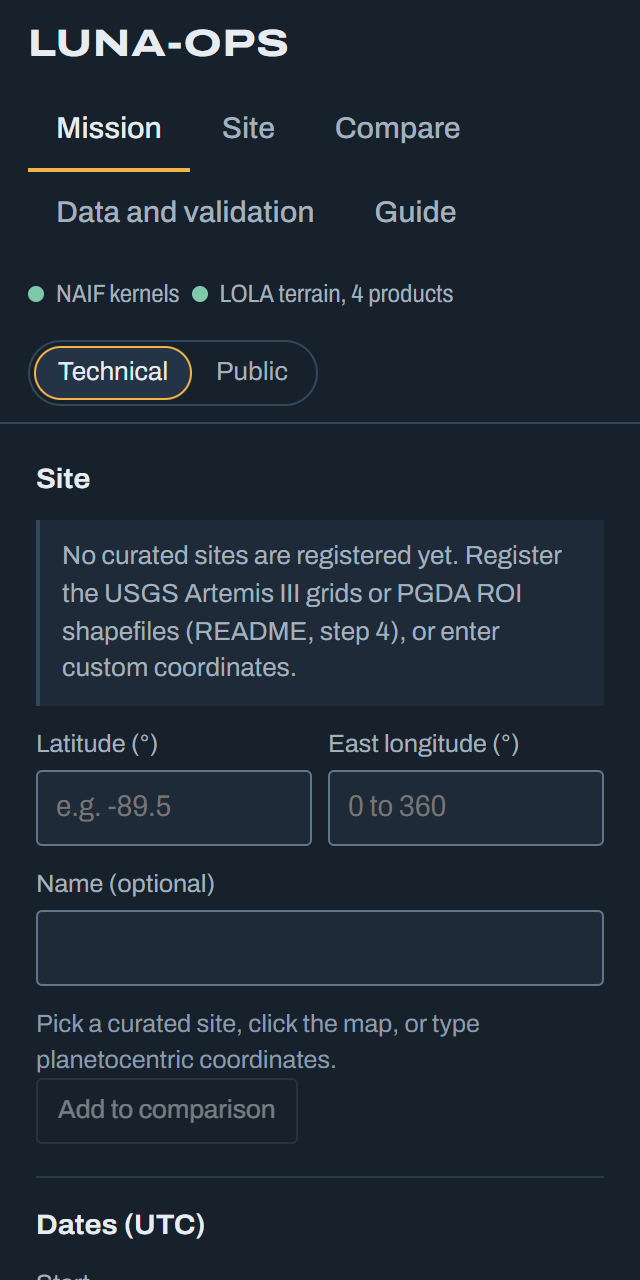 LUNA-OPS
Mission Site Compare
Data and validation Guide
NAIF kernels LOLA terrain, 4 products
Technical Public
Site
No curated sites are registered yet. Register
the USGS Artemis III grids or PGDA ROI
shapefiles (README, step 4), or enter
custom coordinates.
Latitude (°) East longitude (°)
e.g. -89.5 0 to 360
Name (optional)
Pick a curated site, click the map, or type
planetocentric coordinates.
Add to comparison
Dates (UTC)
Start